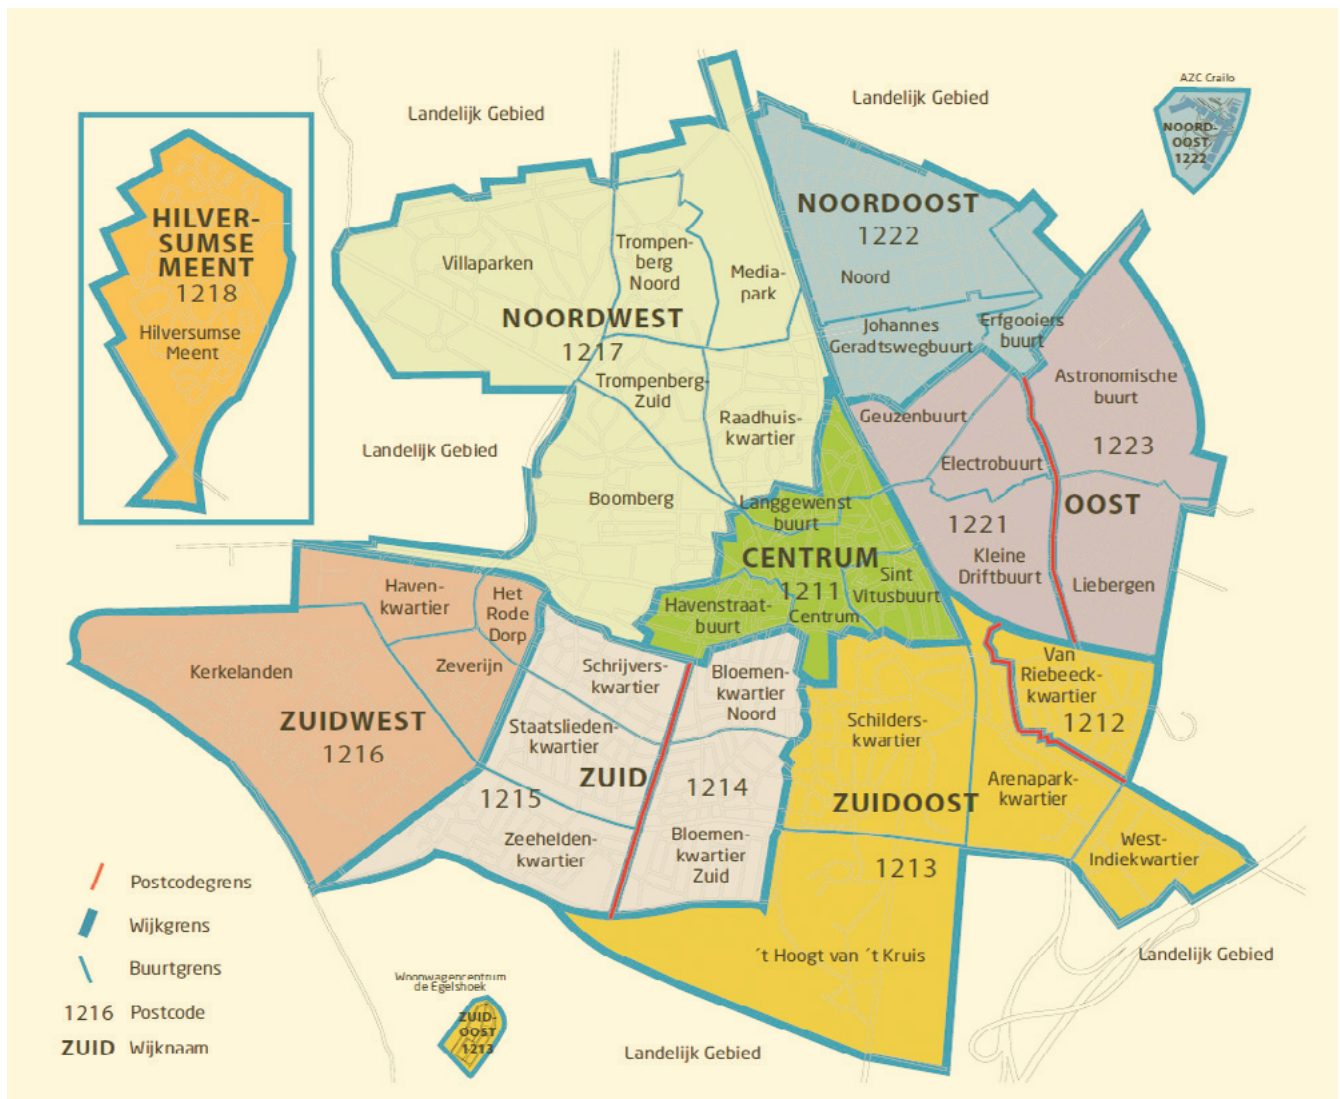 AZC Crailo
NOORD-
OOST
1222
Landelijk Gebied
Landelijk Gebied
HILVER-
SUMSE
MEENT
1218
Hilversumse
Meent
NOORDOOST
1222
Noord
Johannes
Geradtswegbuurt
Erfgooiers
buurt
Villaparken
Trompen-
berg
Noord
Media-
park
NOORDWEST
1217
Trompenberg-
Zuid
Raadhuis-
kwartier
Boomberg
Landelijk Gebied
Astronomische
buurt
1223
Geuzenbuurt
Electrobuurt
OOST
1221
Kleine
Driftbuurt
Liebergen
Langgewenst
buurt
CENTRUM
1211
Centrum
Sint
Vitusbuurt
Havenstraat-
buurt
Haven-
kwartier
Het
Rode
Dorp
Kerkelanden
Zeverijn
ZUIDWEST
1216
Schrijvers-
kwartier
Bloemen-
kwartier
Noord
Staatslieden-
kwartier
ZUID
1215
1214
Zeehelden-
kwartier
Bloemen-
kwartier
Zuid
Van
Riebeeck-
kwartier
1212
Schilders-
kwartier
Arenapark-
kwartier
ZUIDOOST
West-
Indiekwartier
1213
´t Hoogt van ´t Kruis
Landelijk Gebied
Landelijk Gebied
Woonwagencentrum
de Egelshoek
ZUID-
OOST
1213
Postcodegrens
Wijkgrens
Buurtgrens
1216 Postcode
ZUID Wijknaam